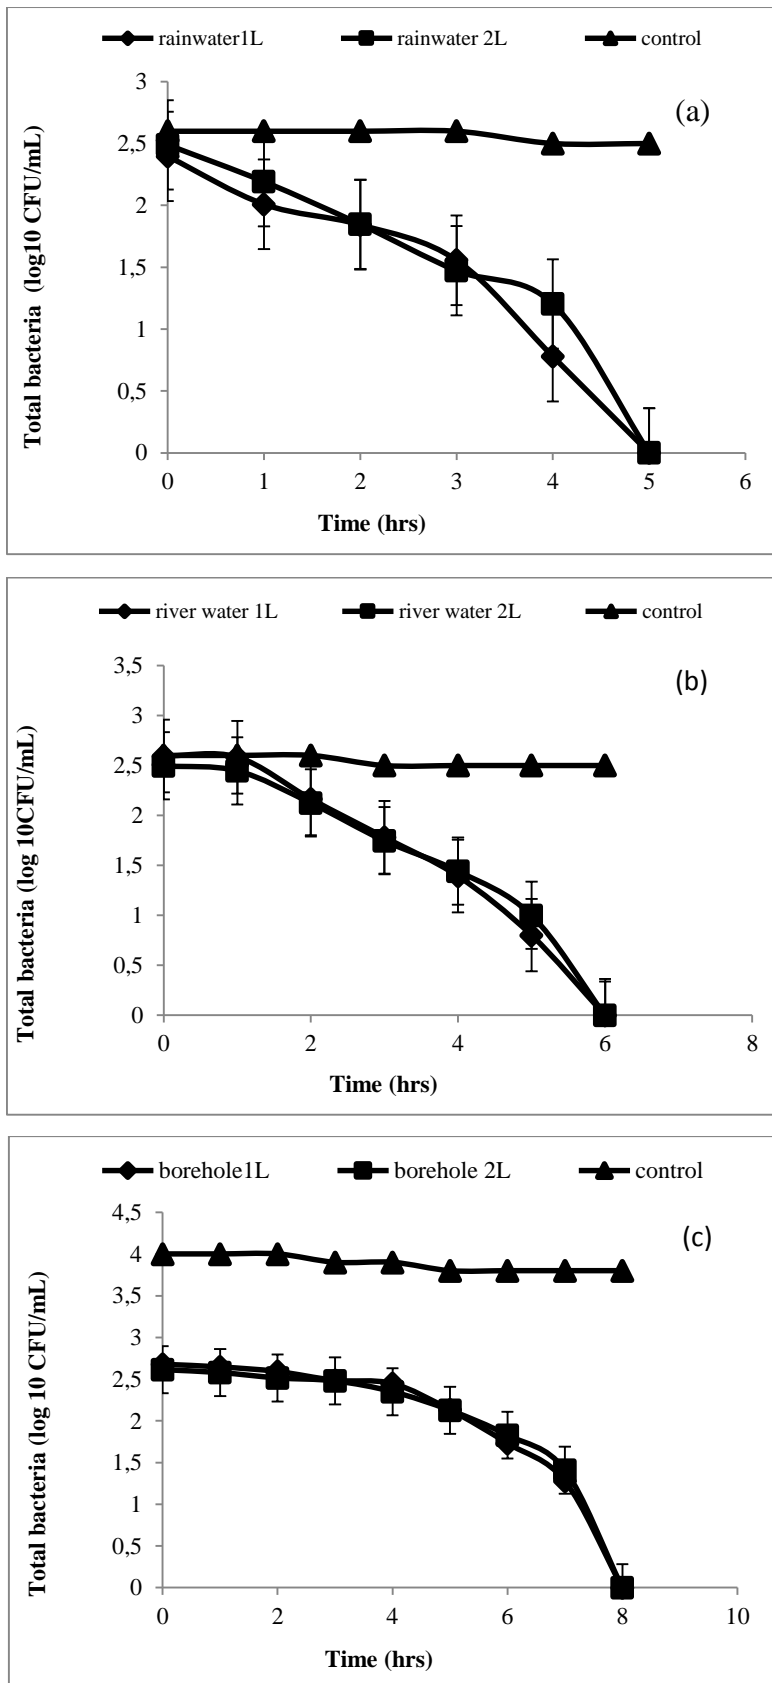 rainwater1L rainwater 2L control
(a)
Total bacteria (log10 CFU/mL)
3
2,5
2
1,5
1
0,5
0
0 1 2 3 4 5 6
Time (hrs)
river water 1L river water 2L control
(b)
Total bacteria (log 10CFU/mL)
3,5
3
2,5
2
1,5
1
0,5
0
0 2 4 6 8
Time (hrs)
borehole1L borehole 2L control
(c)
Total bacteria (log 10 CFU/mL)
4,5
4
3,5
3
2,5
2
1,5
1
0,5
0
0 2 4 6 8 10
Time (hrs)